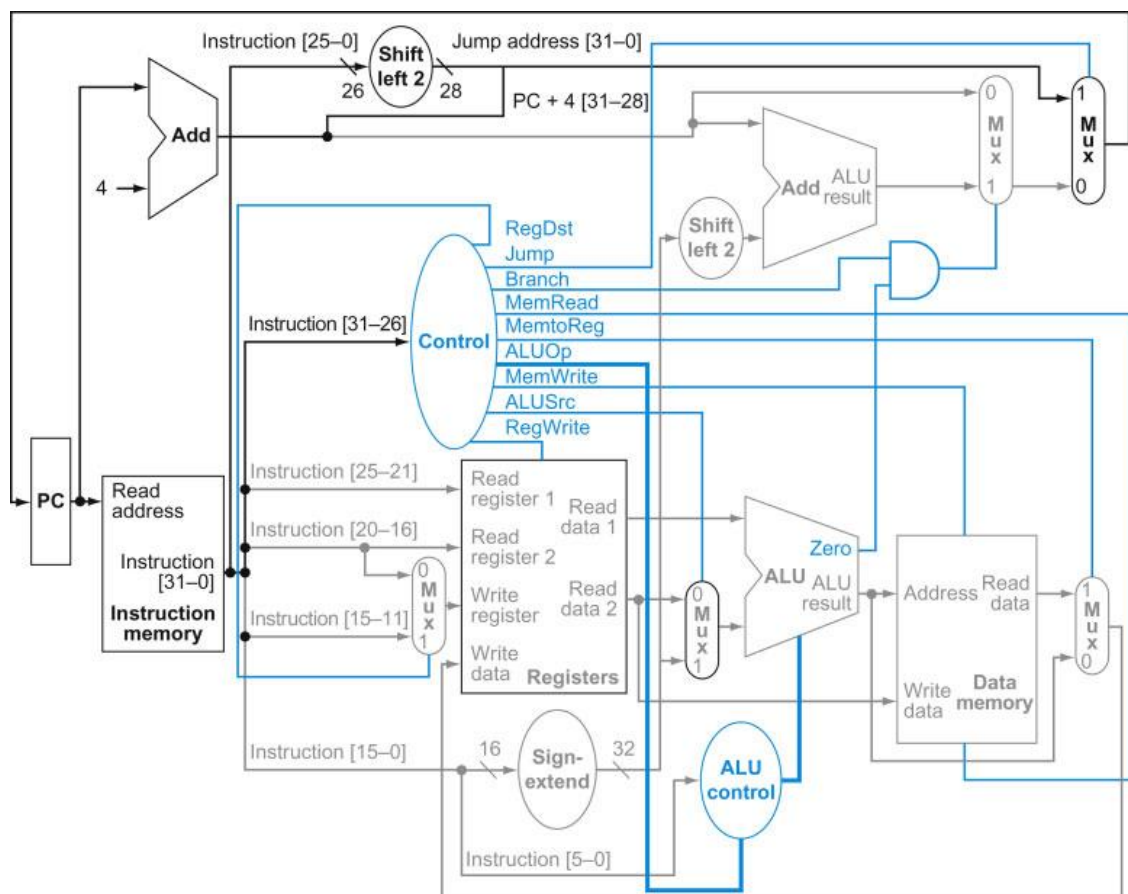 Instruction [25–0]
Shift
left 2
Jump address [31–0]
26
28
PC + 4 [31–28]
Add
4
0
M
u
x
1
1
M
u
x
0
Add
ALU
result
Shift
left 2
RegDst
Jump
Branch
MemRead
MemtoReg
ALUOp
MemWrite
ALUSrc
RegWrite
Instruction [31–26]
Control
PC
Read
address
Instruction
[31–0]
Instruction
memory
Instruction [25–21]
Instruction [20–16]
Instruction [15–11]
0
M
u
x
1
Read
register 1
Read
register 2
Write
register
Write
data
Read
data 1
Read
data 2
Registers
0
M
u
x
1
Zero
ALU
ALU
result
Address
Read
data
Write
data
Data
memory
1
M
u
x
0
Instruction [15–0]
16
Sign-
extend
32
ALU
control
Instruction [5–0]